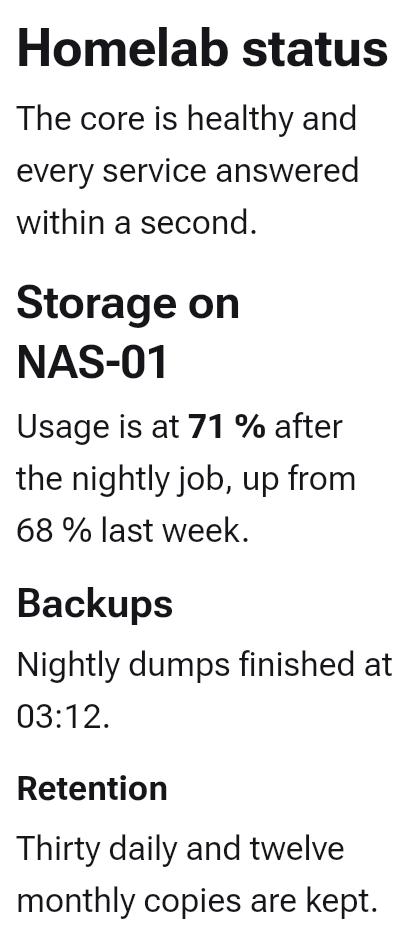 Homelab status
The core is healthy and
every service answered
within a second.
Storage on
NAS-01
Usage is at 71 % after
the nightly job, up from
68 % last week.
Backups
Nightly dumps finished at
03:12.
Retention
Thirty daily and twelve
monthly copies are kept.